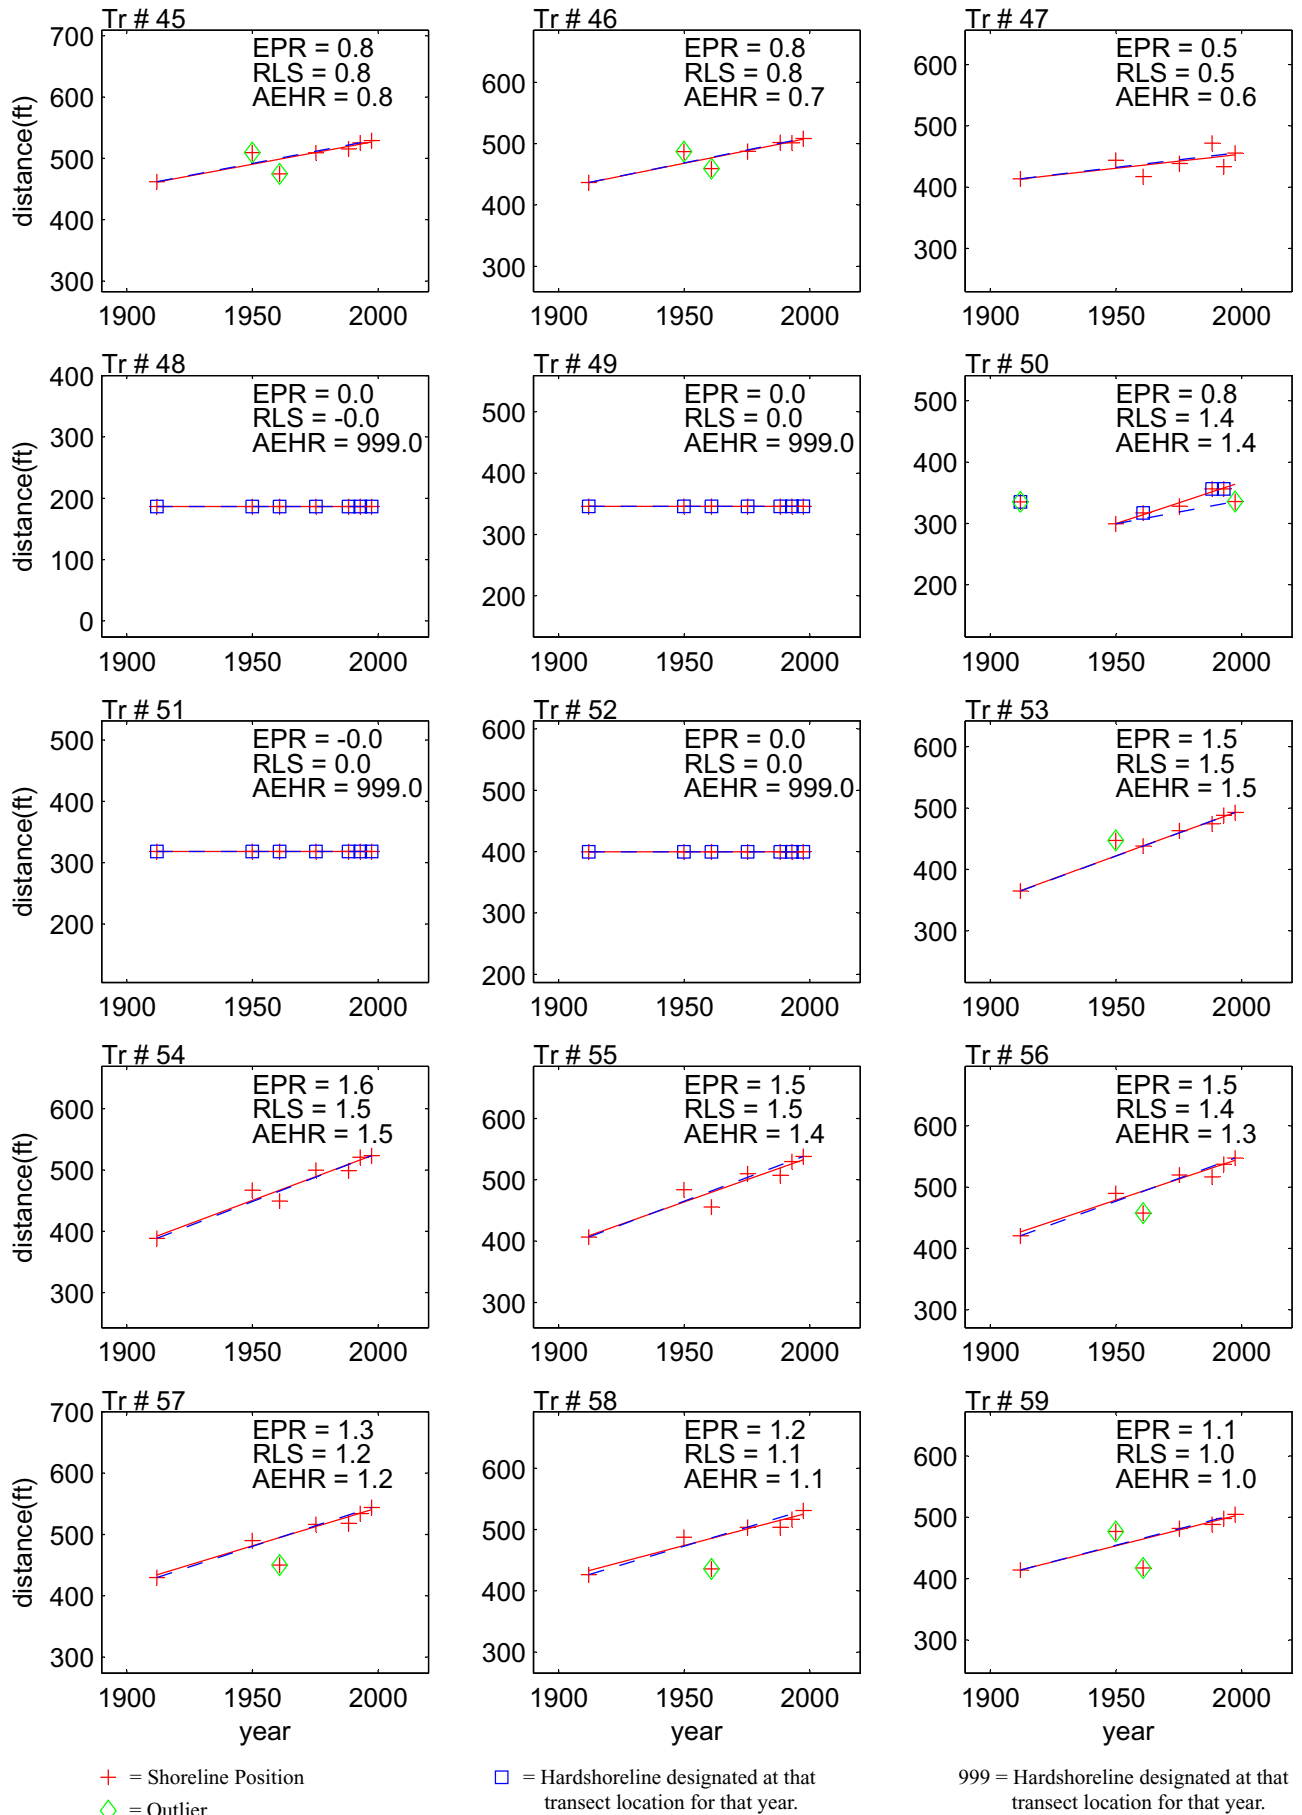 Tr # 45
EPR = 0.8
RLS = 0.8
AEHR = 0.8
700
600
500
400
300
distance(ft)
1900 1950 2000
Tr # 46
EPR = 0.8
RLS = 0.8
AEHR = 0.7
600
500
400
300
1900 1950 2000
Tr # 47
EPR = 0.5
RLS = 0.5
AEHR = 0.6
600
500
400
300
1900 1950 2000
Tr # 48
EPR = 0.0
RLS = -0.0
AEHR = 999.0
400
300
200
100
0
distance(ft)
1900 1950 2000
Tr # 49
EPR = 0.0
RLS = 0.0
AEHR = 999.0
500
400
300
200
1900 1950 2000
Tr # 50
EPR = 0.8
RLS = 1.4
AEHR = 1.4
500
400
300
200
1900 1950 2000
Tr # 51
EPR = -0.0
RLS = 0.0
AEHR = 999.0
500
400
300
200
distance(ft)
1900 1950 2000
Tr # 52
EPR = 0.0
RLS = 0.0
AEHR = 999.0
600
500
400
300
200
1900 1950 2000
Tr # 53
EPR = 1.5
RLS = 1.5
AEHR = 1.5
600
500
400
300
1900 1950 2000
Tr # 54
EPR = 1.6
RLS = 1.5
AEHR = 1.5
600
500
400
300
distance(ft)
1900 1950 2000
Tr # 55
EPR = 1.5
RLS = 1.5
AEHR = 1.4
600
500
400
300
1900 1950 2000
Tr # 56
EPR = 1.5
RLS = 1.4
AEHR = 1.3
600
500
400
300
1900 1950 2000
Tr # 57
EPR = 1.3
RLS = 1.2
AEHR = 1.2
700
600
500
400
300
distance(ft)
1900 1950 2000
year
Tr # 58
EPR = 1.2
RLS = 1.1
AEHR = 1.1
600
500
400
300
1900 1950 2000
year
Tr # 59
EPR = 1.1
RLS = 1.0
AEHR = 1.0
600
500
400
300
1900 1950 2000
year
= Shoreline Position
= Outlier
= Hardshoreline designated at that
transect location for that year.
999 = Hardshoreline designated at that
transect location for that year.